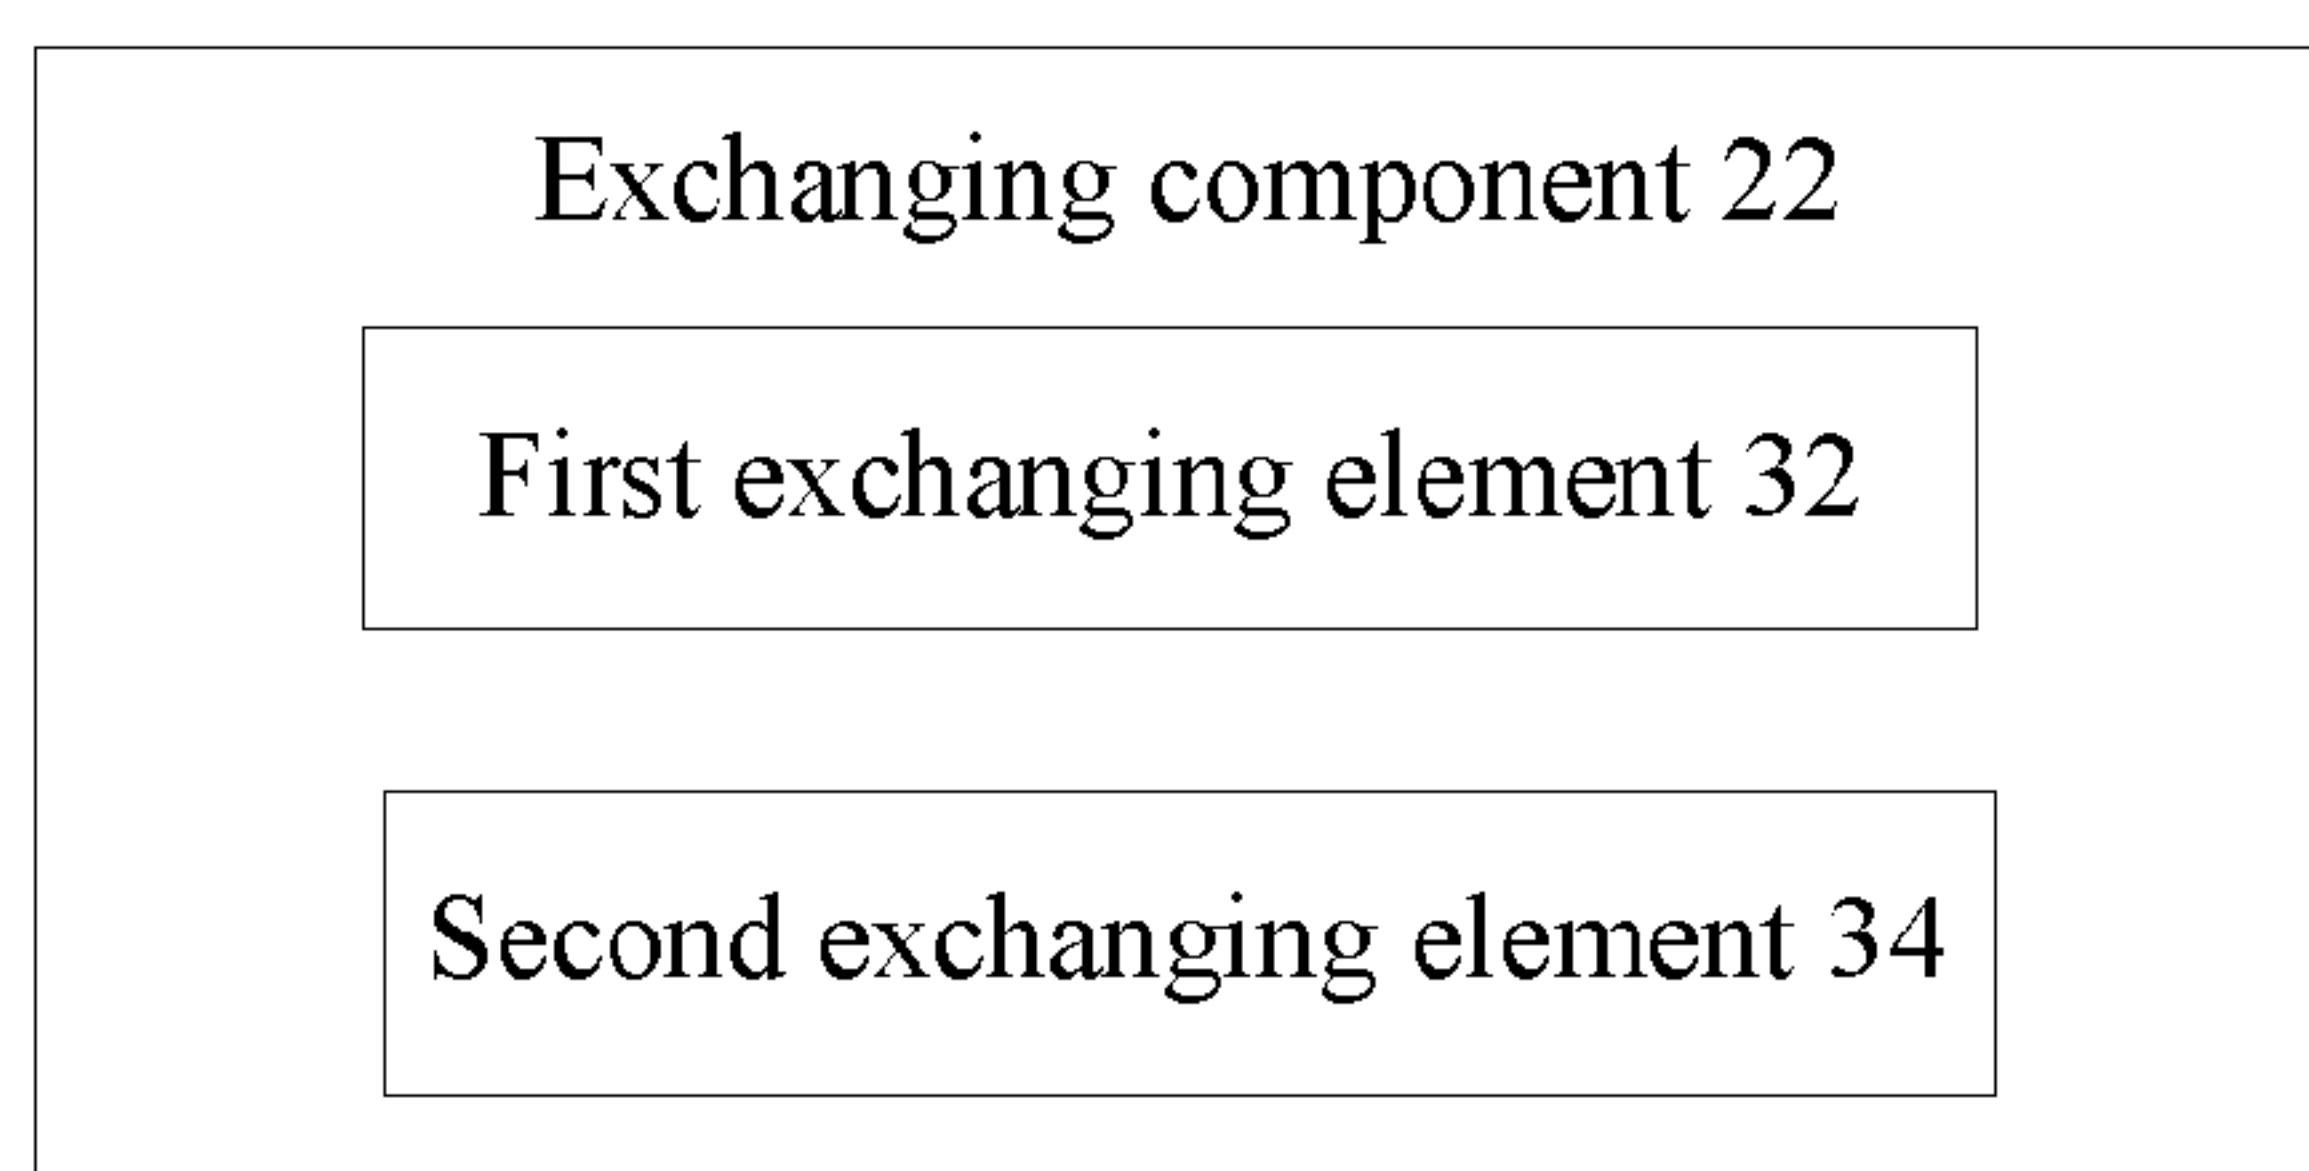 Exchanging component 22
First exchanging element 32
Second exchanging element 34